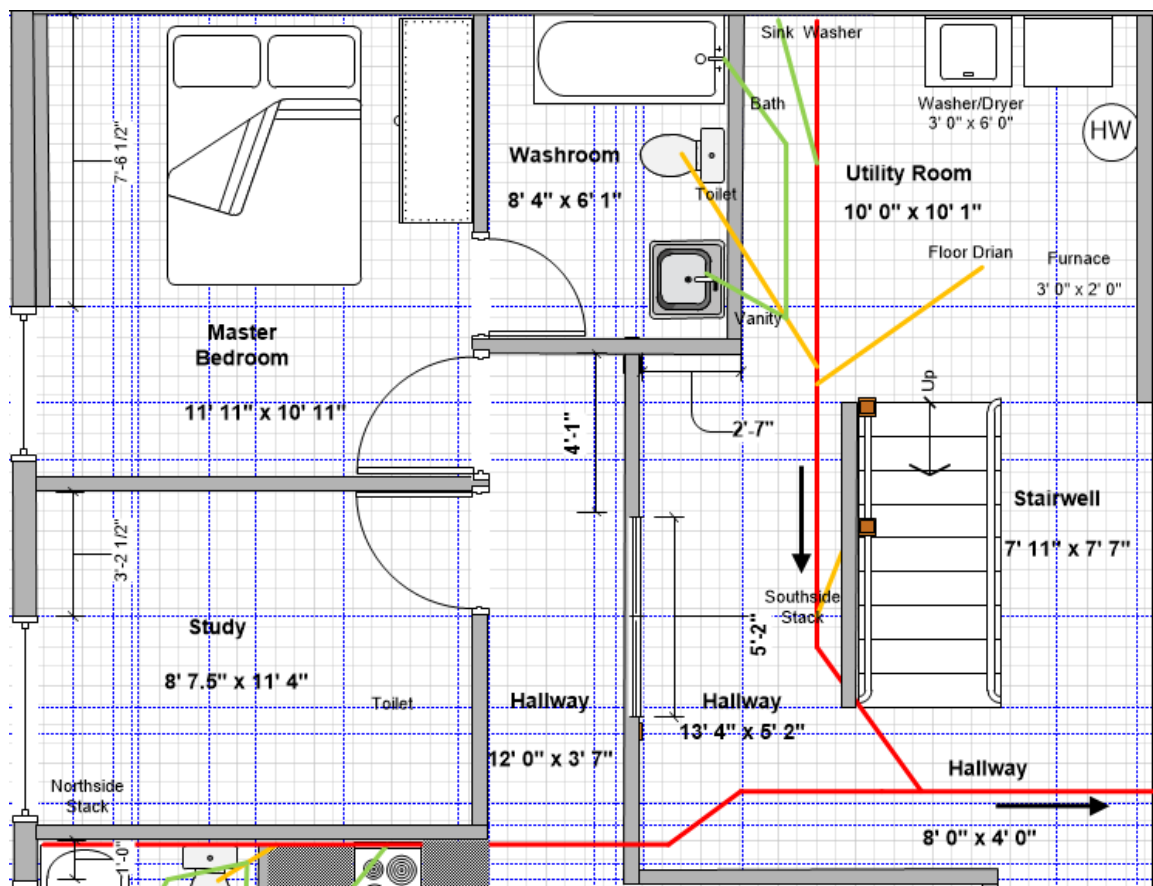 Sink Washer
Bath
Washer/Dryer
3' 0" x 6' 0"
HW
7'-6 1/2"
Washroom
8' 4" x 6' 1"
Toilet
Utility Room
10' 0" x 10' 1"
Floor Drian
Furnace
3' 0" x 2' 0"
Vanity
Master
Bedroom
11' 11" x 10' 11"
4'-1"
2'-7"
Up
Stairwell
7' 11" x 7' 7"
3'-2 1/2"
Southside
Stack
5'-2"
Study
8' 7.5" x 11' 4"
Toilet
Hallway
12' 0" x 3' 7"
Hallway
13' 4" x 5' 2"
Hallway
8' 0" x 4' 0"
Northside
Stack
1'-0"